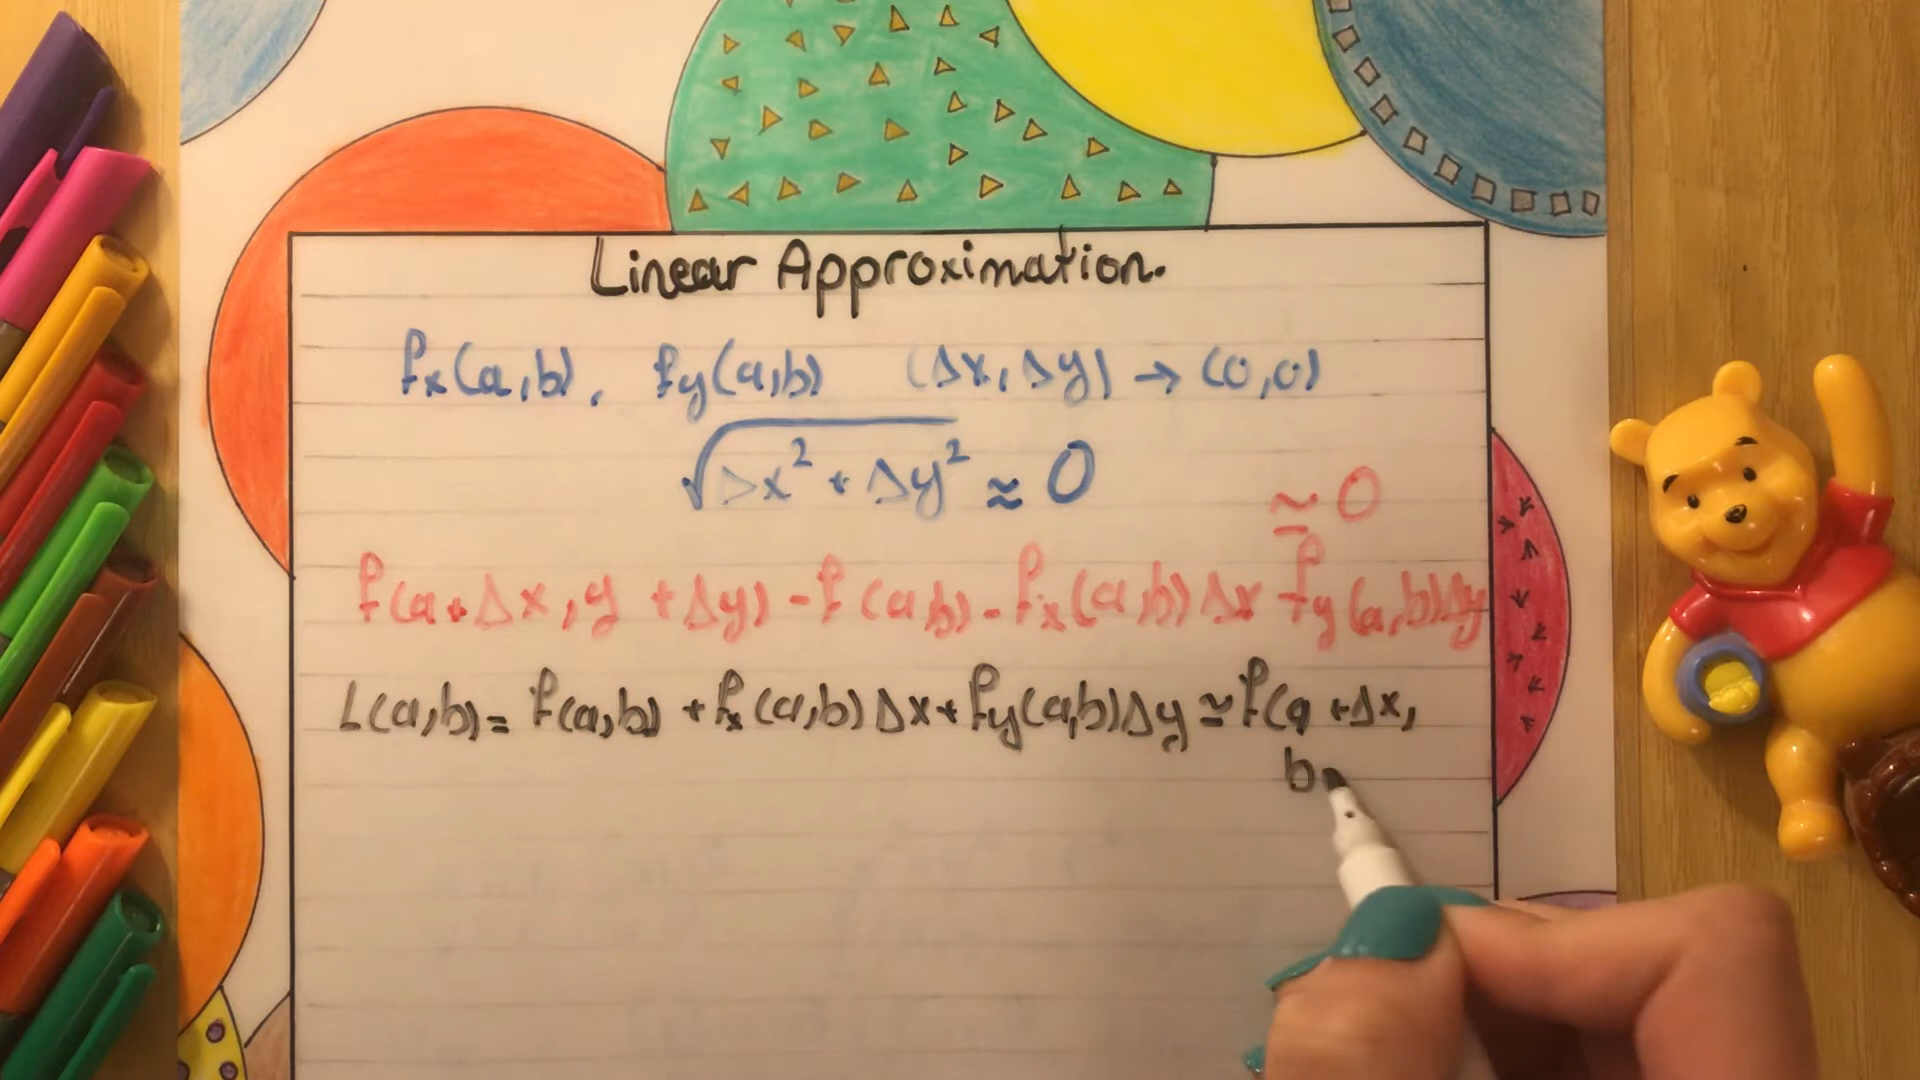 Linear Approximation.
fx(a,b), fy(a,b) (Δx,Δy) → (0,0)
√Δx² + Δy² ≈ 0
≃ 0
f(a+Δx, y +Δy) - f(a,b) - fx(a,b)Δx - fy(a,b)Δy
L(a,b) = f(a,b) + fx(a,b)Δx + fy(a,b)Δy ≃ f(a +Δx,
b